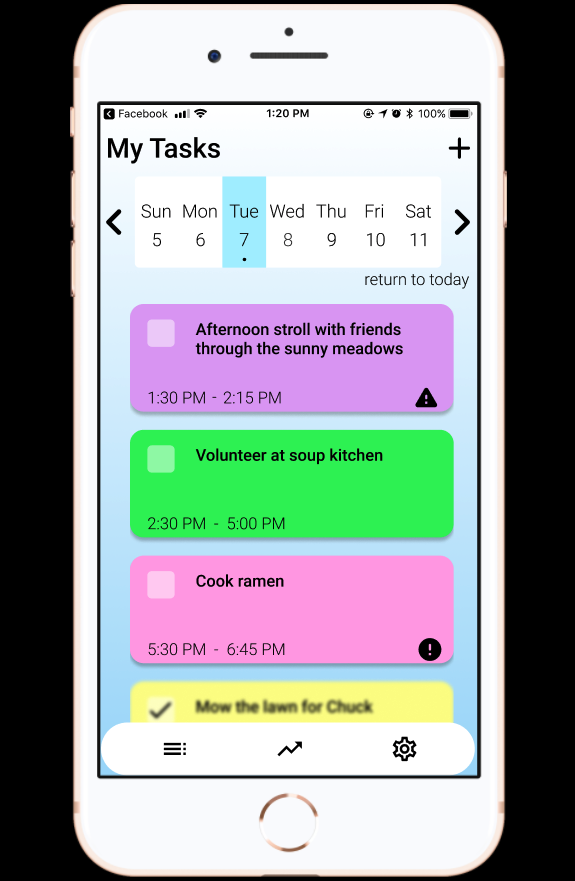 Facebook 1:20 PM 100%
My Tasks
Sun Mon Tue Wed Thu Fri Sat
5 6 7 8 9 10 11
return to today
Afternoon stroll with friends
through the sunny meadows
1:30 PM - 2:15 PM
Volunteer at soup kitchen
2:30 PM - 5:00 PM
Cook ramen
5:30 PM - 6:45 PM
Mow the lawn for Chuck